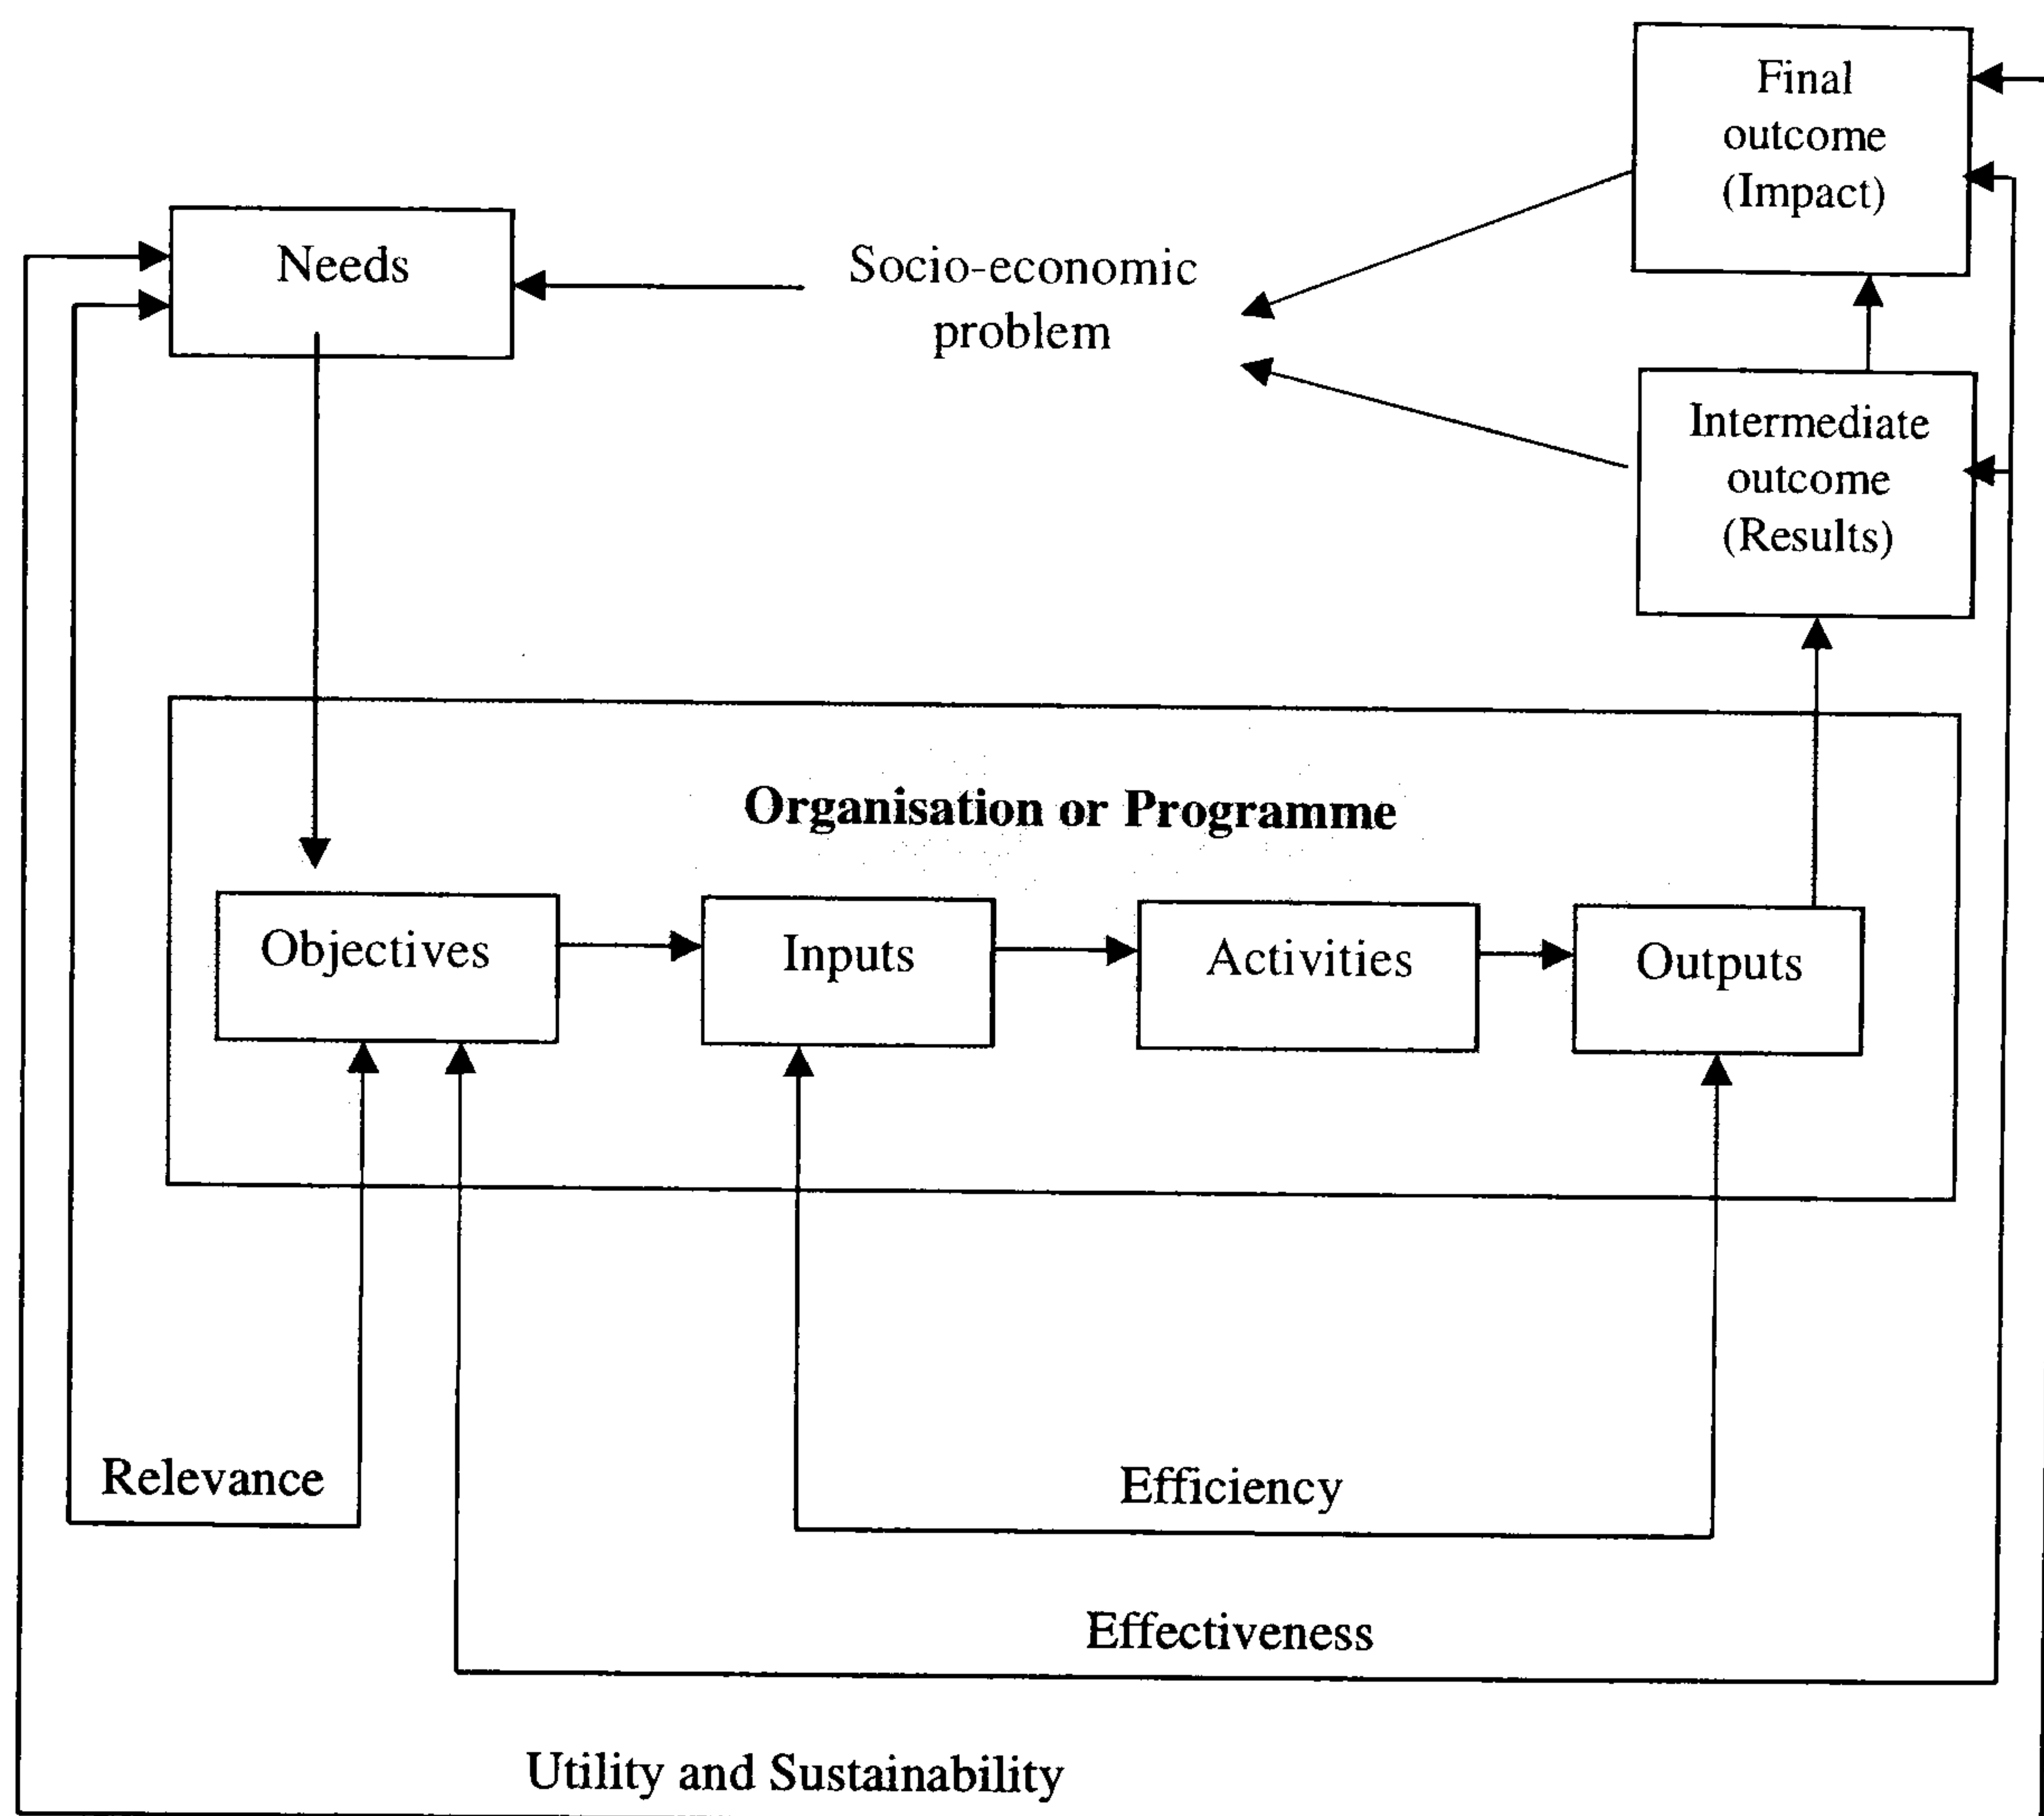 Final
outcome
(Impact)
Needs
Socio-economic
problem
Intermediate
outcome
(Results)
Organisation or Programme
Objectives
Inputs
Activities
Outputs
Relevance
Efficiency
Effectiveness
Utility and Sustainability